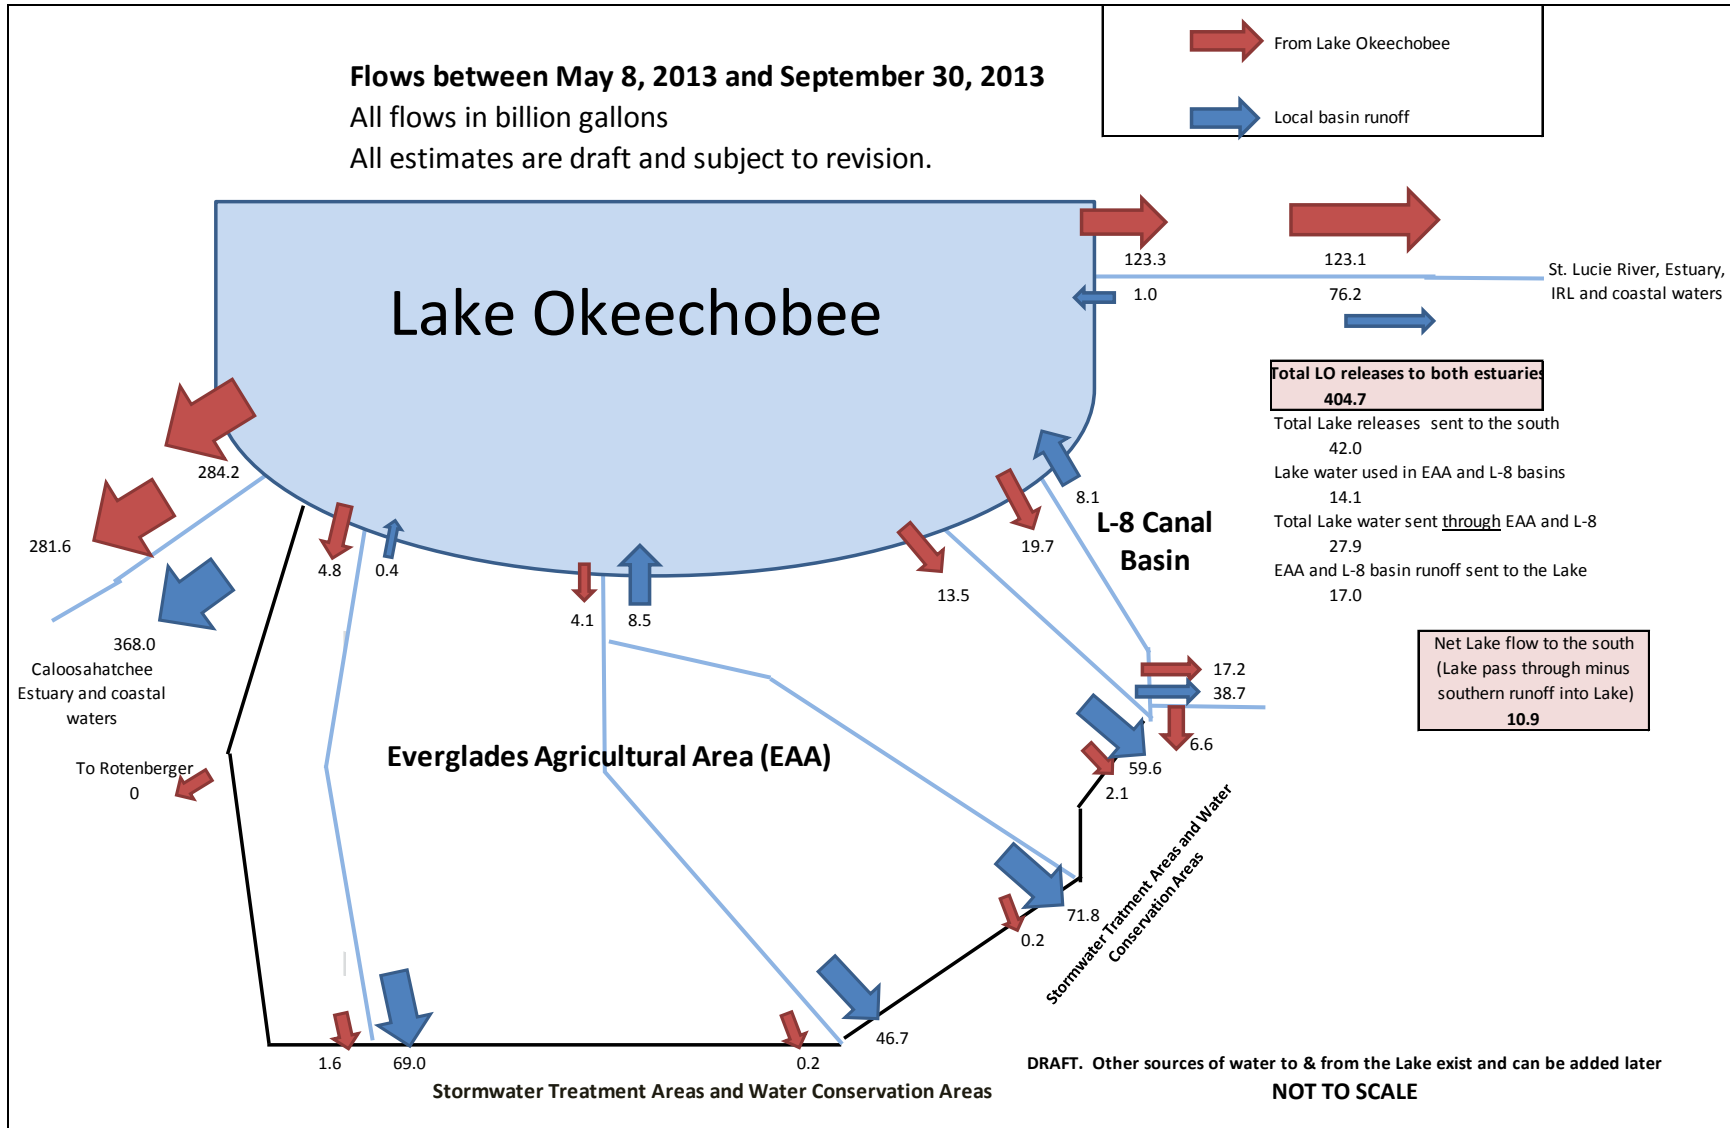 From Lake Okeechobee
Local basin runoff
Flows between May 8, 2013 and September 30, 2013
All flows in billion gallons
All estimates are draft and subject to revision.
Lake Okeechobee
123.3
123.1
1.0
76.2
St. Lucie River, Estuary,
IRL and coastal waters
Total LO releases to both estuaries
404.7
Total Lake releases sent to the south
42.0
Lake water used in EAA and L-8 basins
14.1
Total Lake water sent through EAA and L-8
27.9
EAA and L-8 basin runoff sent to the Lake
17.0
Net Lake flow to the south
(Lake pass through minus
southern runoff into Lake)
10.9
284.2
281.6
368.0
Caloosahatchee
Estuary and coastal
waters
4.8
0.4
4.1
8.5
13.5
19.7
8.1
L-8 Canal
Basin
17.2
38.7
6.6
59.6
2.1
Everglades Agricultural Area (EAA)
To Rotenberger
0
71.8
0.2
Stormwater Tratment Areas and Water
Conservation Areas
46.7
0.2
1.6
69.0
Stormwater Treatment Areas and Water Conservation Areas
DRAFT. Other sources of water to & from the Lake exist and can be added later
NOT TO SCALE